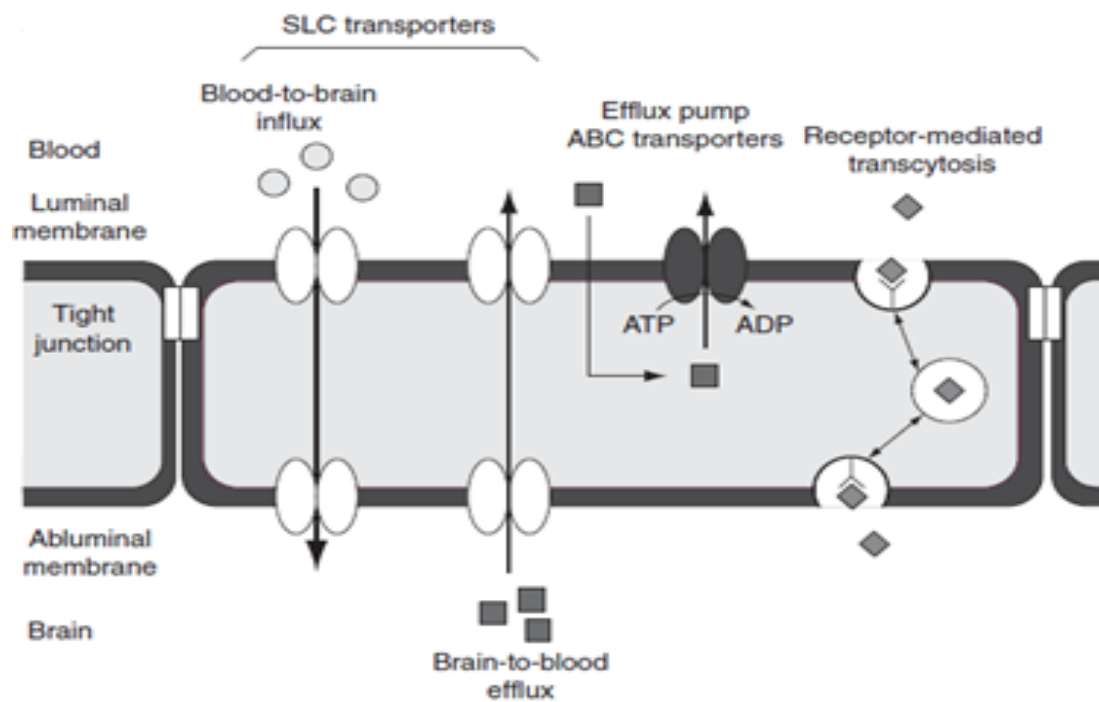 SLC transporters
Blood-to-brain
influx
Efflux pump
ABC transporters
Receptor-mediated
transcytosis
Blood
Luminal
membrane
Tight
junction
ATP
ADP
Abluminal
membrane
Brain
Brain-to-blood
efflux